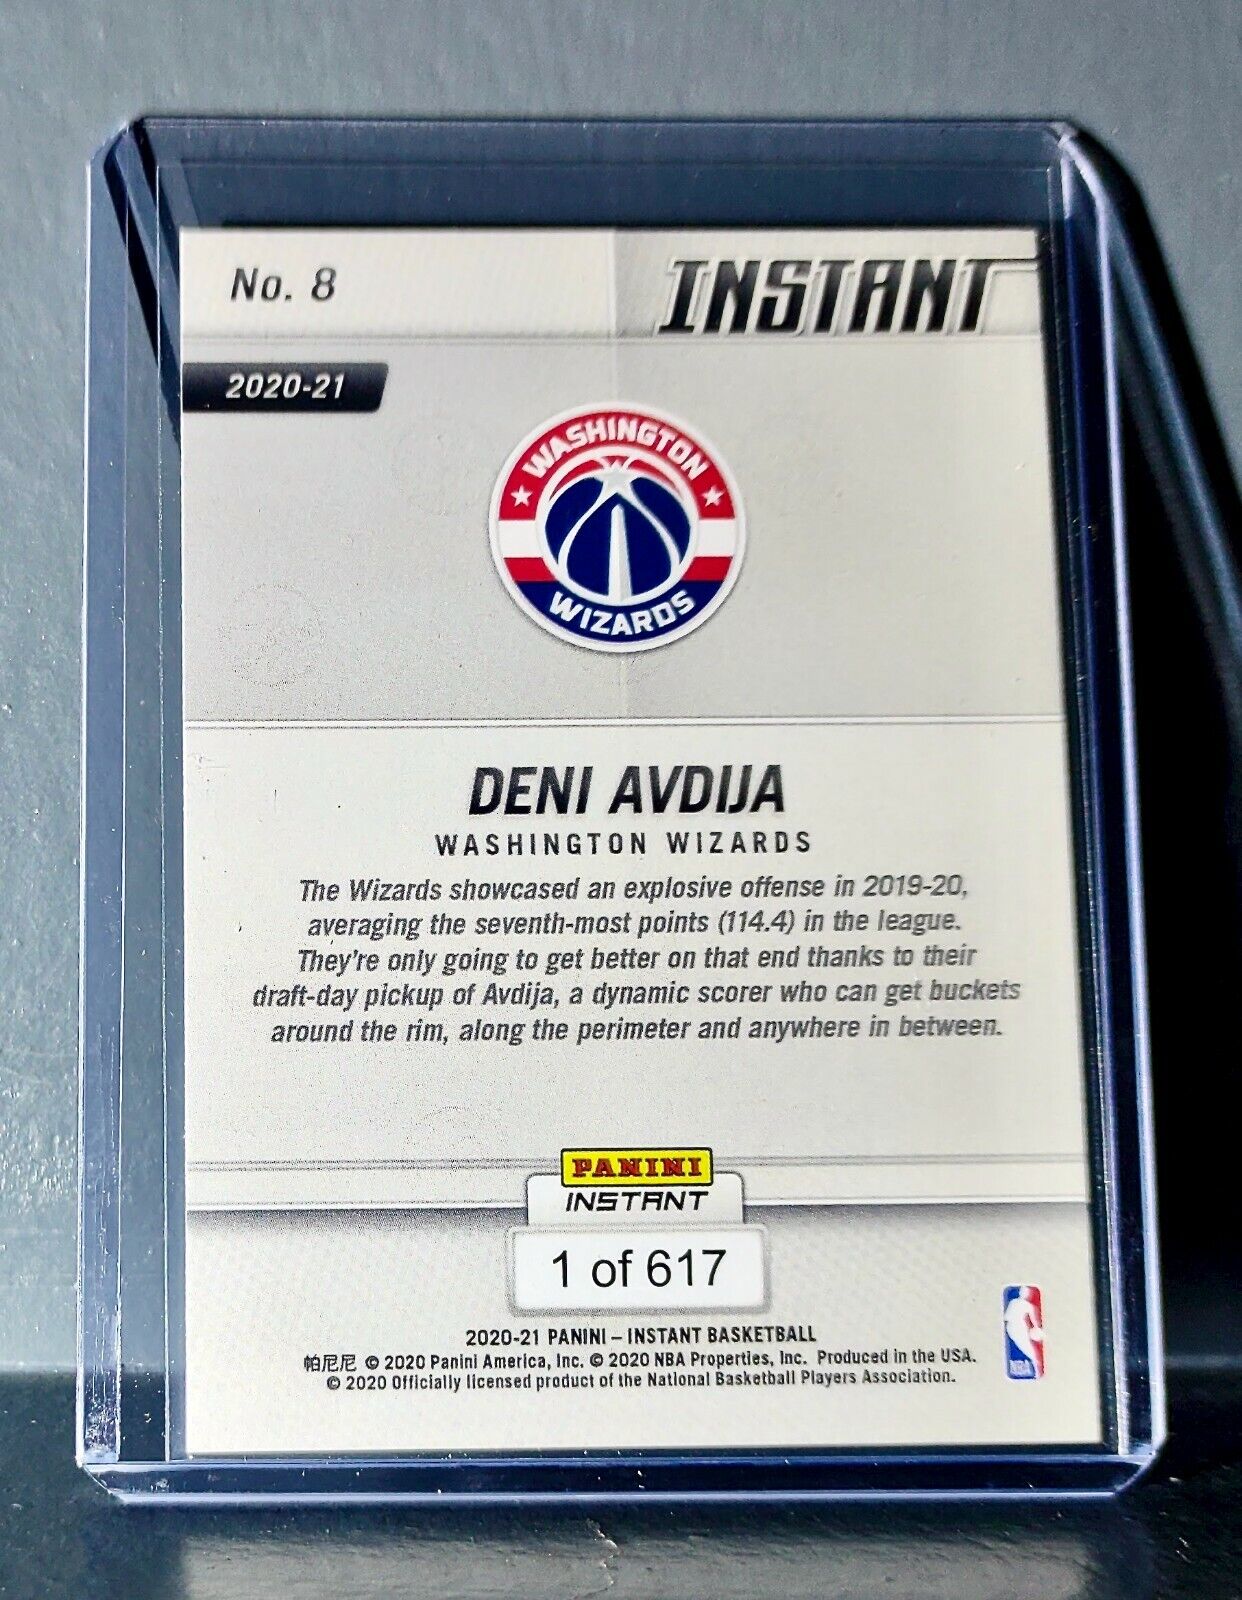 No. 8
INSTANT
2020-21
WASHINGTON
WIZARDS
DENI AVDIJA
WASHINGTON WIZARDS
The Wizards showcased an explosive offense in 2019-20,
averaging the seventh-most points (114.4) in the league.
They're only going to get better on that end thanks to their
draft-day pickup of Avdija, a dynamic scorer who can get buckets
around the rim, along the perimeter and anywhere in between.
PANINI
INSTANT
1 of 617
2020-21 PANINI – INSTANT BASKETBALL
帕尼尼 © 2020 Panini America, Inc. © 2020 NBA Properties, Inc. Produced in the USA.
© 2020 Officially licensed product of the National Basketball Players Association.
NBA